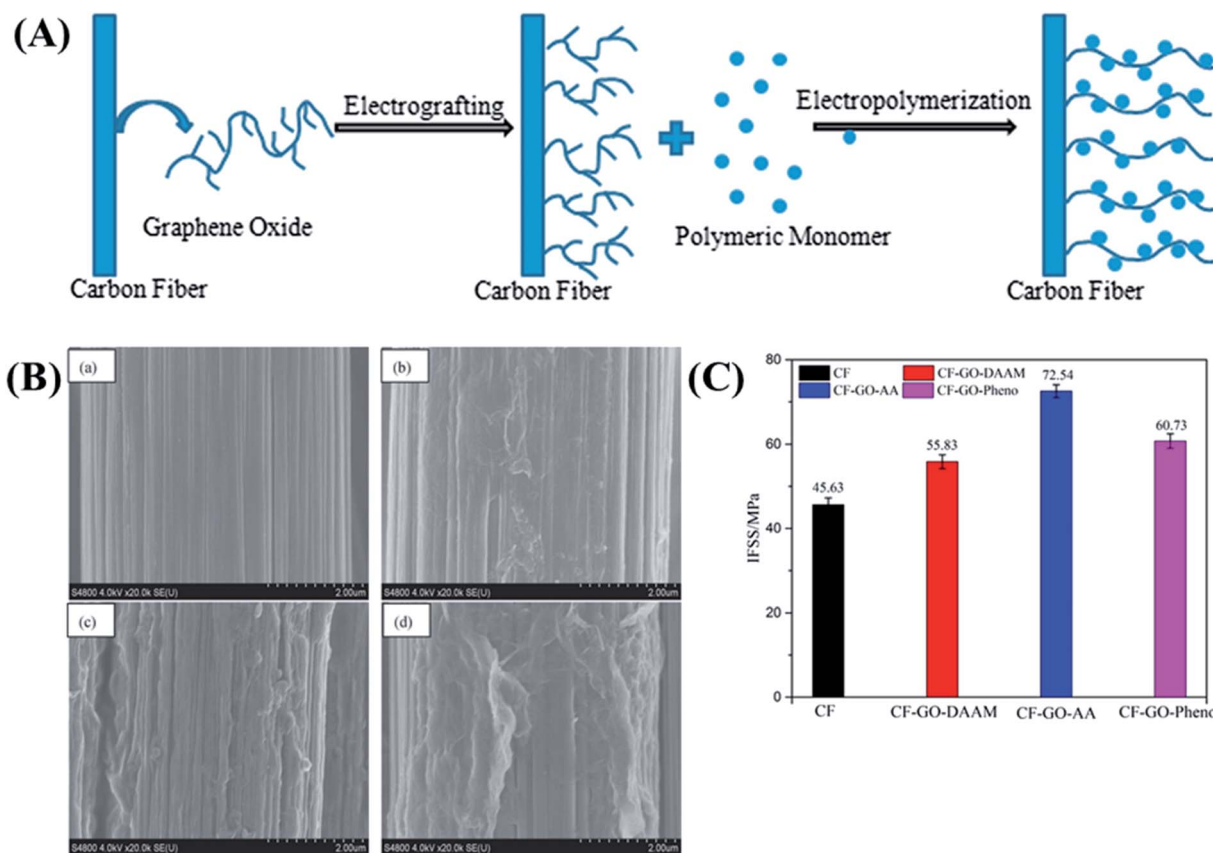 (A)
Electrografting
Electropolymerization
Graphene Oxide
Polymeric Monomer
Carbon Fiber
Carbon Fiber
Carbon Fiber
(B)
(a)
S4800 4.0kV x20.0k SE(U)
2.00um
(b)
S4800 4.0kV x20.0k SE(U)
2.00um
(c)
S4800 4.0kV x20.0k SE(U)
2.00um
(d)
S4800 4.0kV x20.0k SE(U)
2.00um
(C)
80
60
40
20
0
IFSS/MPa
CF
CF-GO-DAAM
CF-GO-AA
CF-GO-Pheno
45.63
55.83
72.54
60.73
CF
CF-GO-DAAM
CF-GO-AA
CF-GO-Pheno